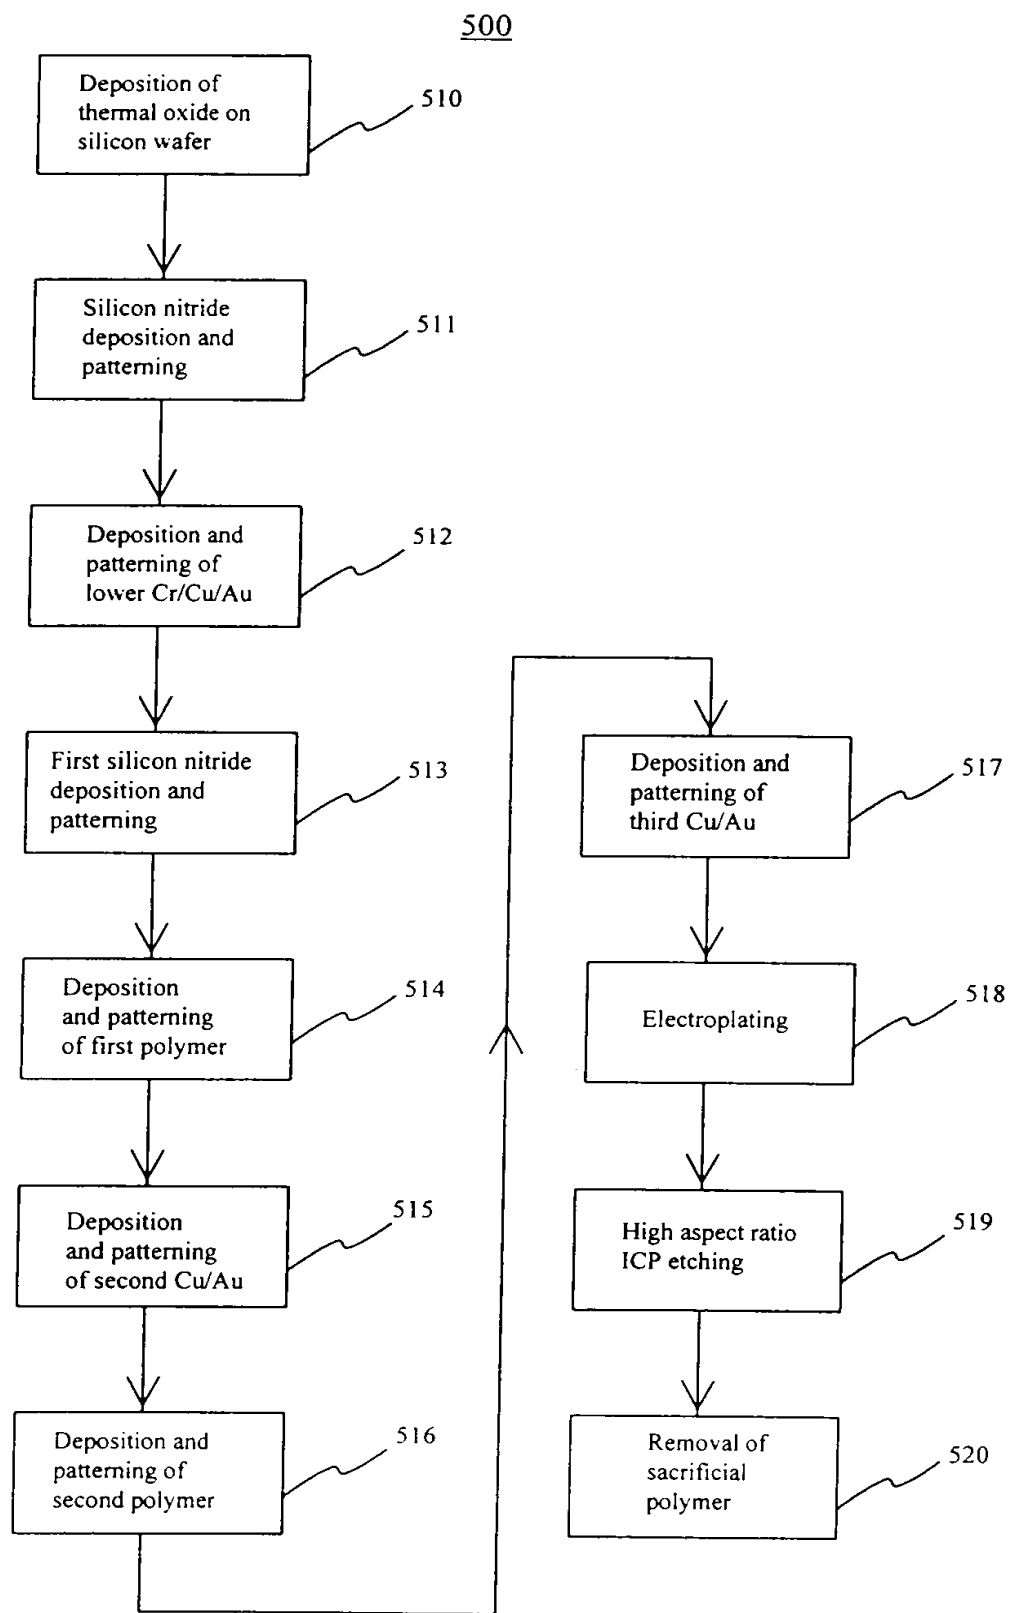 500
Deposition of
thermal oxide on
silicon wafer
510
Silicon nitride
deposition and
patterning
511
Deposition and
patterning of
lower Cr/Cu/Au
512
First silicon nitride
deposition and
patterning
513
Deposition
and patterning
of first polymer
514
Deposition
and patterning
of second Cu/Au
515
Deposition and
patterning of
second polymer
516
Deposition and
patterning of
third Cu/Au
517
Electroplating
518
High aspect ratio
ICP etching
519
Removal of
sacrificial
polymer
520